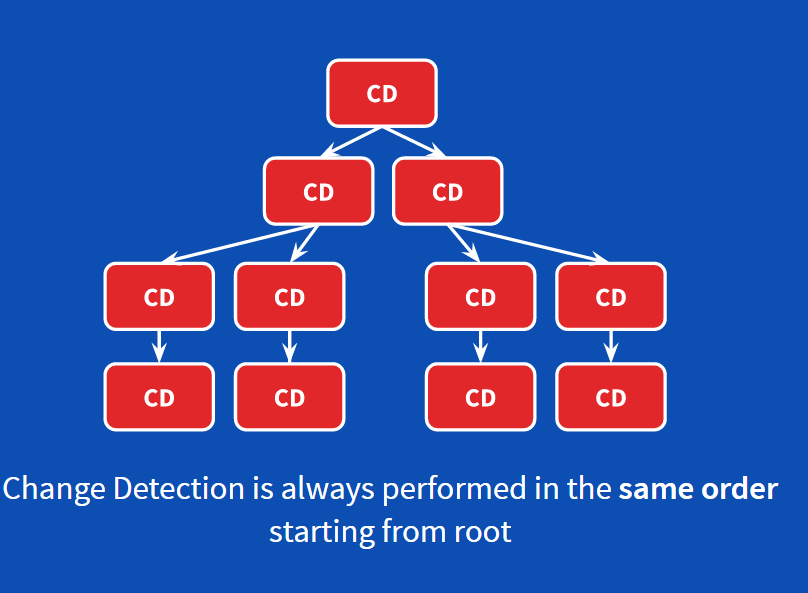 CD
CD CD
CD CD CD CD
CD CD CD CD
Change Detection is always performed in the same order
starting from root